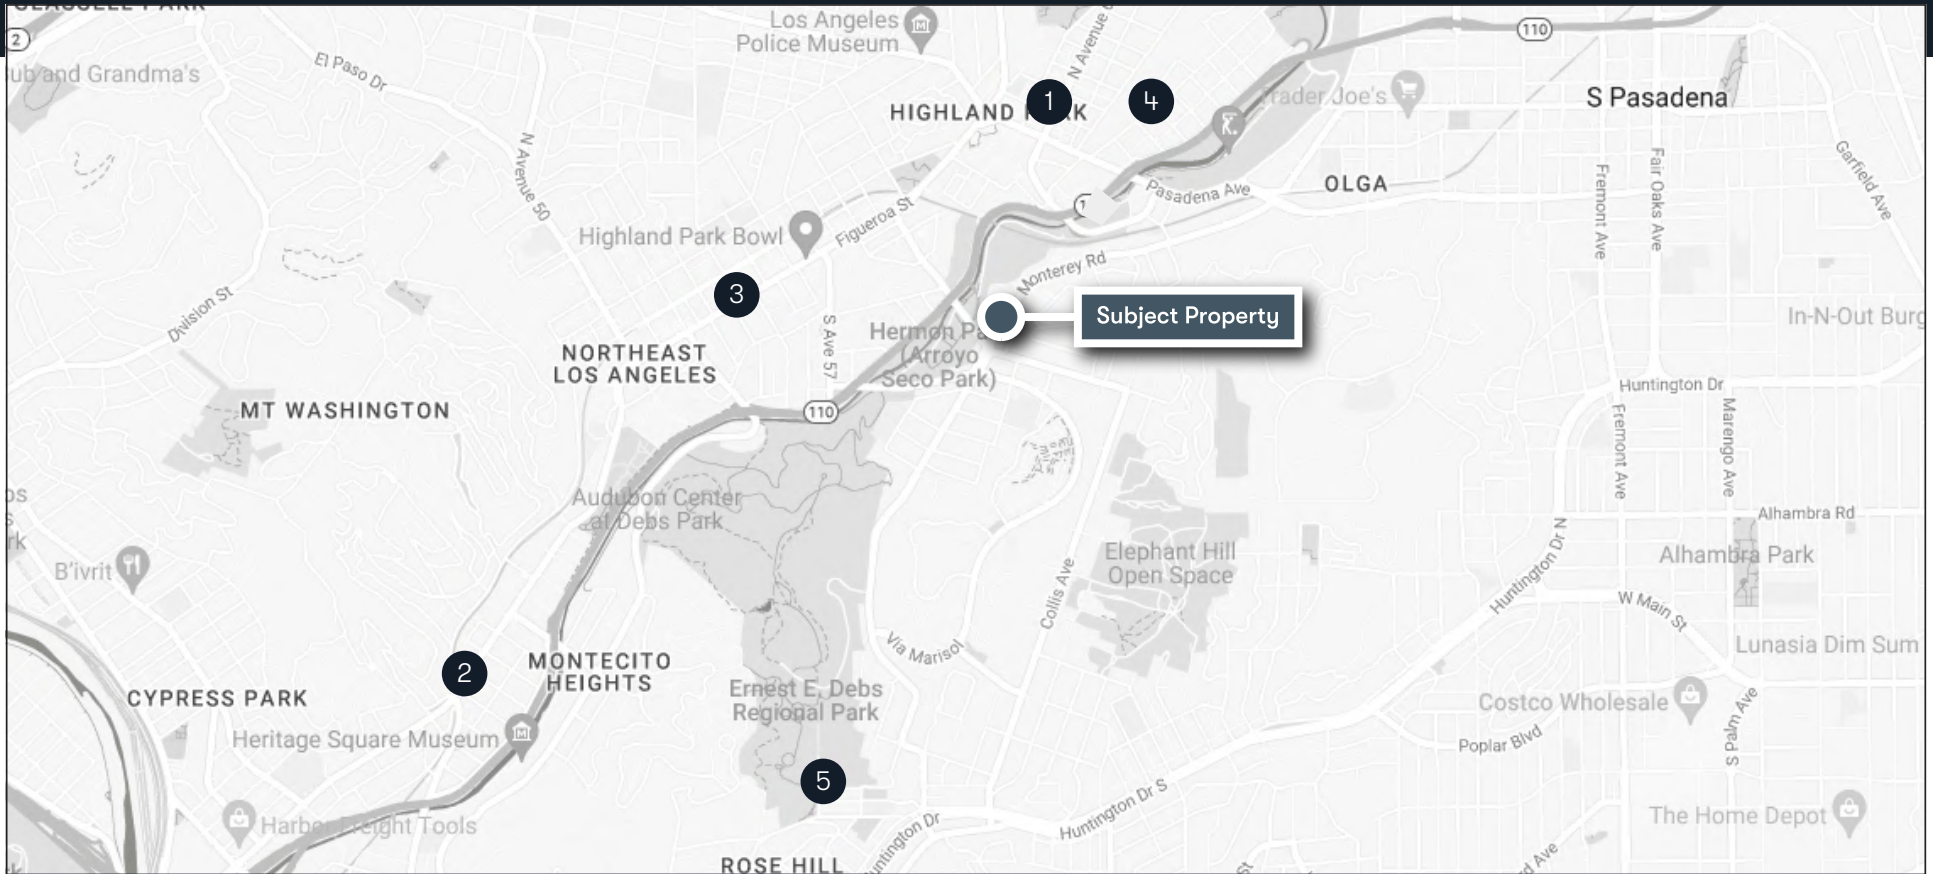 2
El Paso Dr
Los Angeles
Police Museum
N Avenue
110
1
4
HIGHLAND
Trader Joe's
S Pasadena
N Avenue 50
OLGA
Pasadena Ave
Fremont Ave
Fair Oaks Ave
Garfield Ave
Highland Park Bowl
Figueroa St
Monterey Rd
3
Division St
S Ave 57
Subject Property
In-N-Out Burg
Hermon Pa
(Arroyo
Seco Park)
NORTHEAST
LOS ANGELES
MT WASHINGTON
110
Huntington Dr
Fremont Ave
Marengo Ave
Audubon Center
at Debs Park
Alhambra Rd
Alhambra Park
Elephant Hill
Open Space
B'ivrit
Collis Ave
Huntington Dr N
W Main St
Via Marisol
Lunasia Dim Sum
2
MONTECITO
HEIGHTS
CYPRESS PARK
Ernest E. Debs
Regional Park
Costco Wholesale
S Palm Ave
Poplar Blvd
Heritage Square Museum
5
Huntington Dr S
Harbor Freight Tools
The Home Depot
ROSE HILL